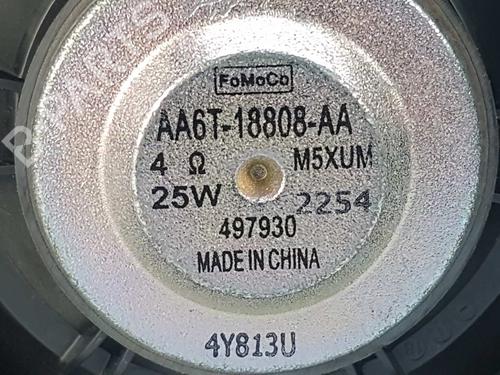 FoMoCo
AA6T-18808-AA
4 Ω M5XUM
25W 2254
497930
MADE IN CHINA
4Y813U